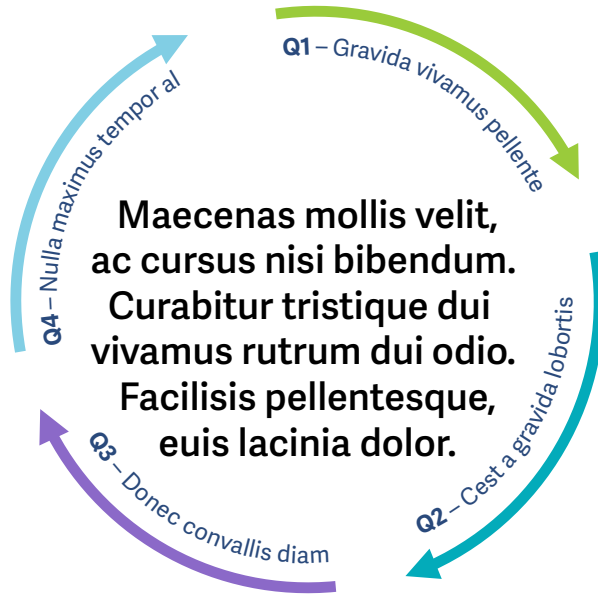 Q1 – Gravida vivamus pellente
Q2 – Cest a gravida lobortis
Q3 – Donec convallis diam
Q4 – Nulla maximus tempor al
Maecenas mollis velit,
ac cursus nisi bibendum.
Curabitur tristique dui
vivamus rutrum dui odio.
Facilisis pellentesque,
euis lacinia dolor.